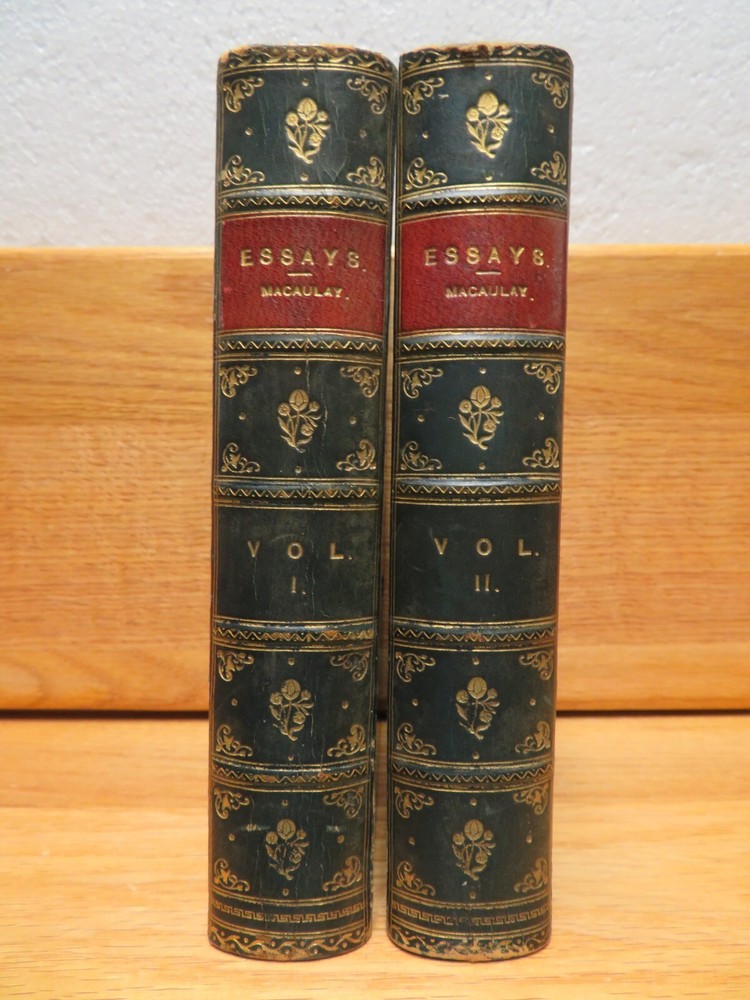 ESSAYS.
MACAULAY.
VOL.
I.
ESSAYS.
MACAULAY.
VOL.
II.